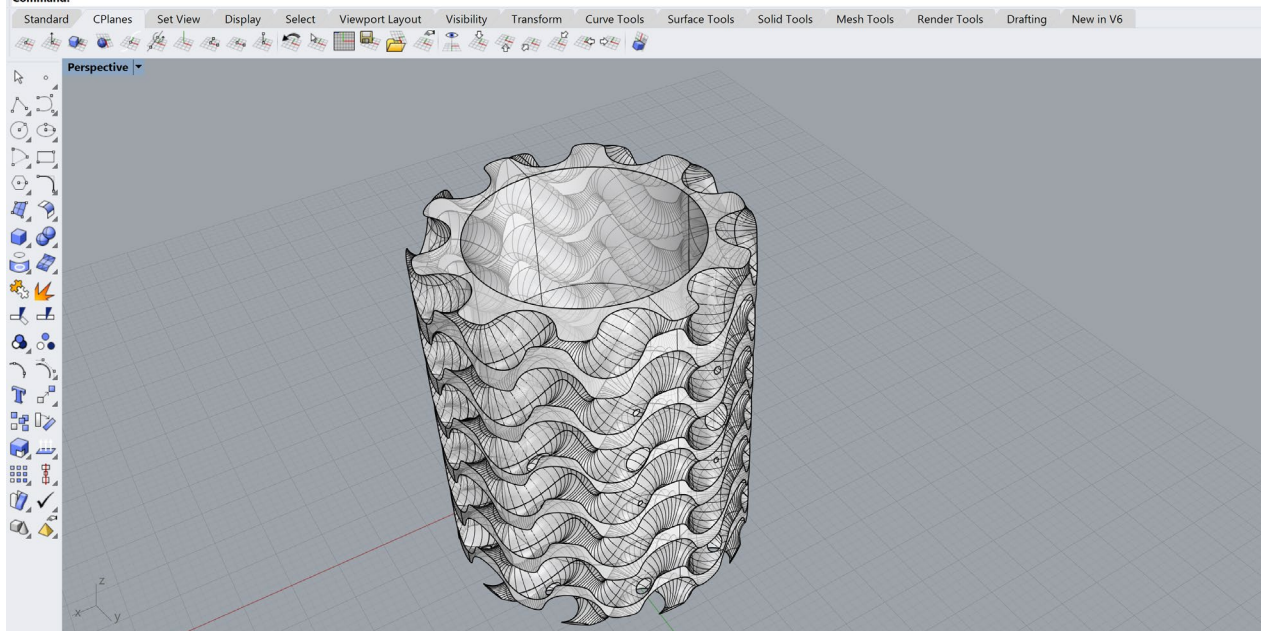 Command:
Standard CPlanes Set View Display Select Viewport Layout Visibility Transform Curve Tools Surface Tools Solid Tools Mesh Tools Render Tools Drafting New in V6
Perspective
z
x
y